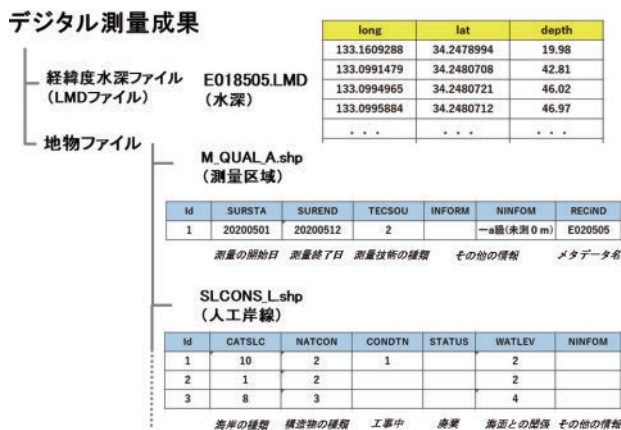 デジタル測量成果
long lat depth
133.1609288 34.2478994 19.98
133.0991479 34.2480708 42.81
133.0994965 34.2480721 46.02
133.0995884 34.2480712 46.97
・・・ ・・・ ・・・
経緯度水深ファイル E018505.LMD
(LMDファイル) (水深)
地物ファイル
M_QUAL_A.shp
(測量区域)
Id SURSTA SUREND TECSOU INFORM NINFOM RECiND
1 20200501 20200512 2 一a級(未測0m) E020505
測量の開始日 測量終了日 測量技術の種類 その他の情報 メタデータ名
SLCONS_L.shp
(人工岸線)
Id CATSLC NATCON CONDTN STATUS WATLEV NINFOM
1 10 2 1 2
2 1 2 2
3 8 3 4
海岸の種類 構造物の種類 工事中 廃棄 海面との関係 その他の情報